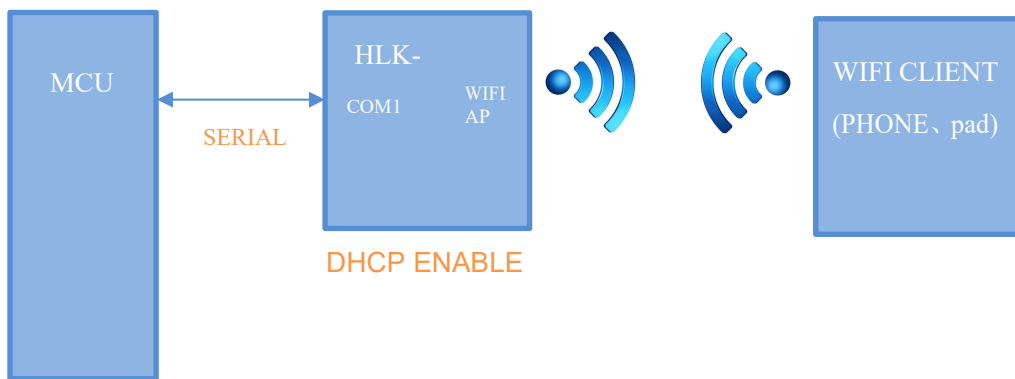 MCU
SERIAL
HLK-
COM1
WIFI
AP
DHCP ENABLE
WIFI CLIENT
(PHONE、pad)